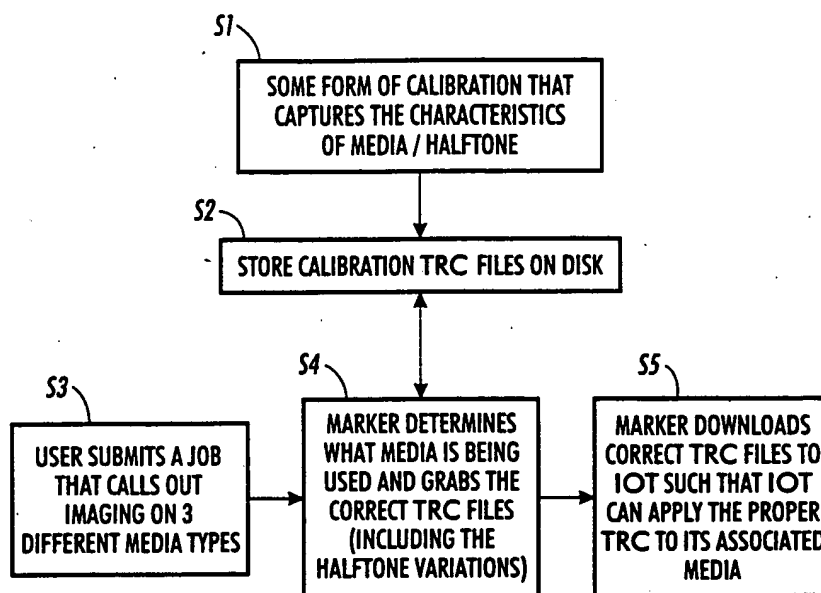 S1
SOME FORM OF CALIBRATION THAT
CAPTURES THE CHARACTERISTICS
OF MEDIA / HALFTONE
S2
STORE CALIBRATION TRC FILES ON DISK
S3
USER SUBMITS A JOB
THAT CALLS OUT
IMAGING ON 3
DIFFERENT MEDIA TYPES
S4
MARKER DETERMINES
WHAT MEDIA IS BEING
USED AND GRABS THE
CORRECT TRC FILES
(INCLUDING THE
HALFTONE VARIATIONS)
S5
MARKER DOWNLOADS
CORRECT TRC FILES TO
IOT SUCH THAT IOT
CAN APPLY THE PROPER
TRC TO ITS ASSOCIATED
MEDIA